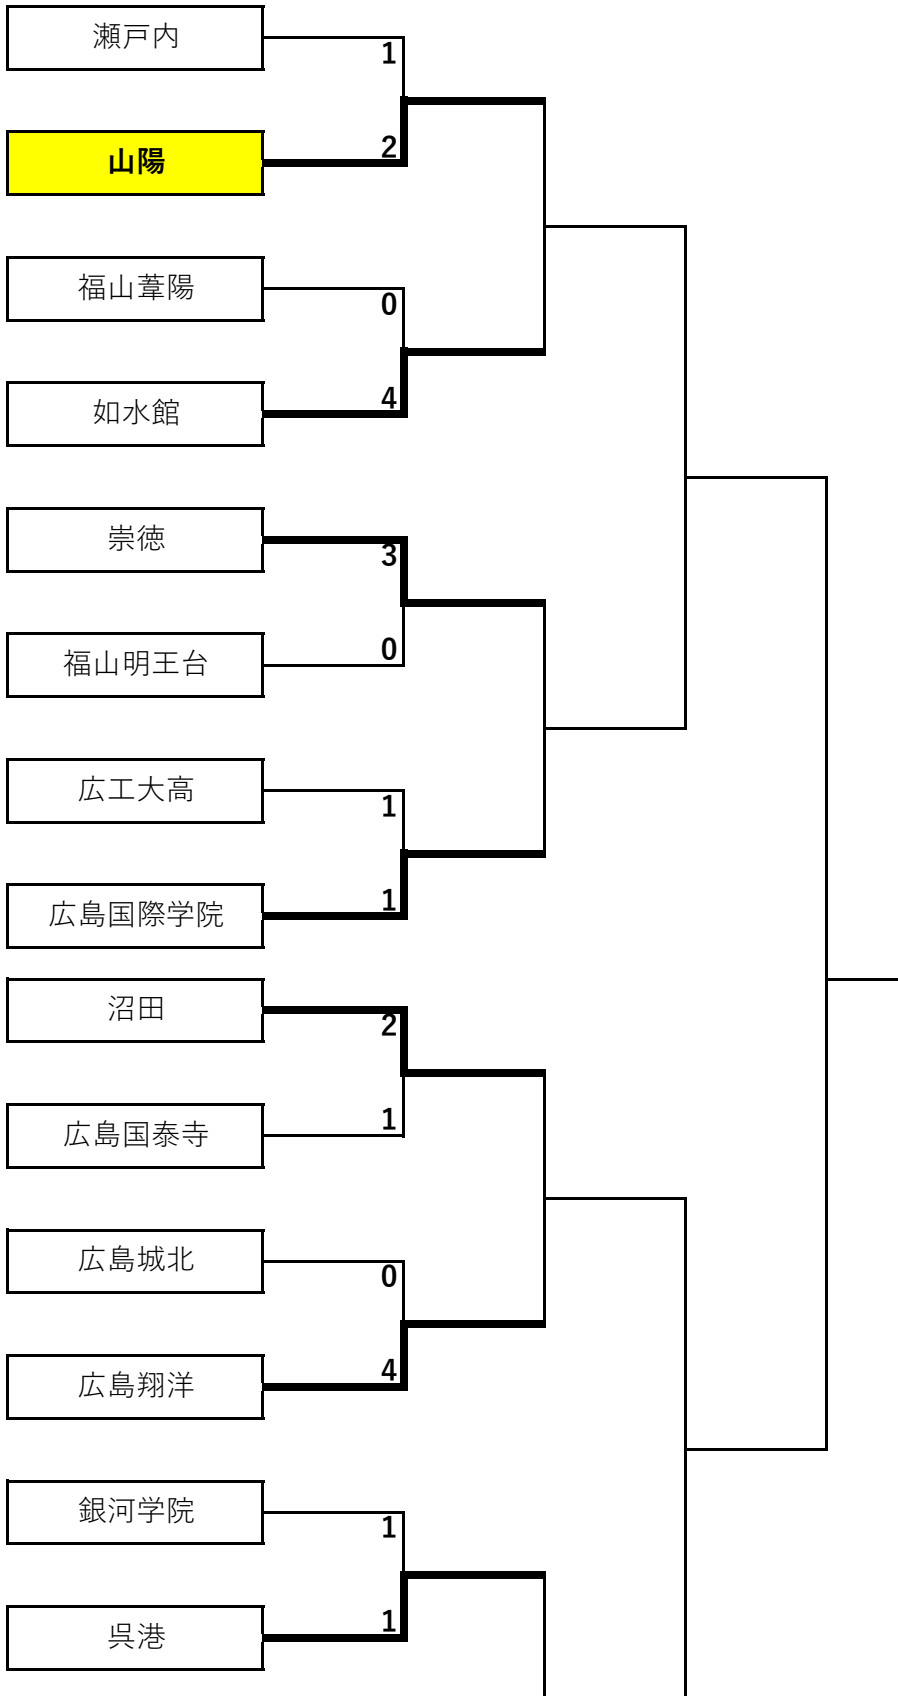 瀬戸内
1
2
山陽
福山葦陽
0
4
如水館
崇徳
3
0
福山明王台
広工大高
1
1
広島国際学院
沼田
2
1
広島国泰寺
広島城北
0
4
広島翔洋
銀河学院
1
1
呉港